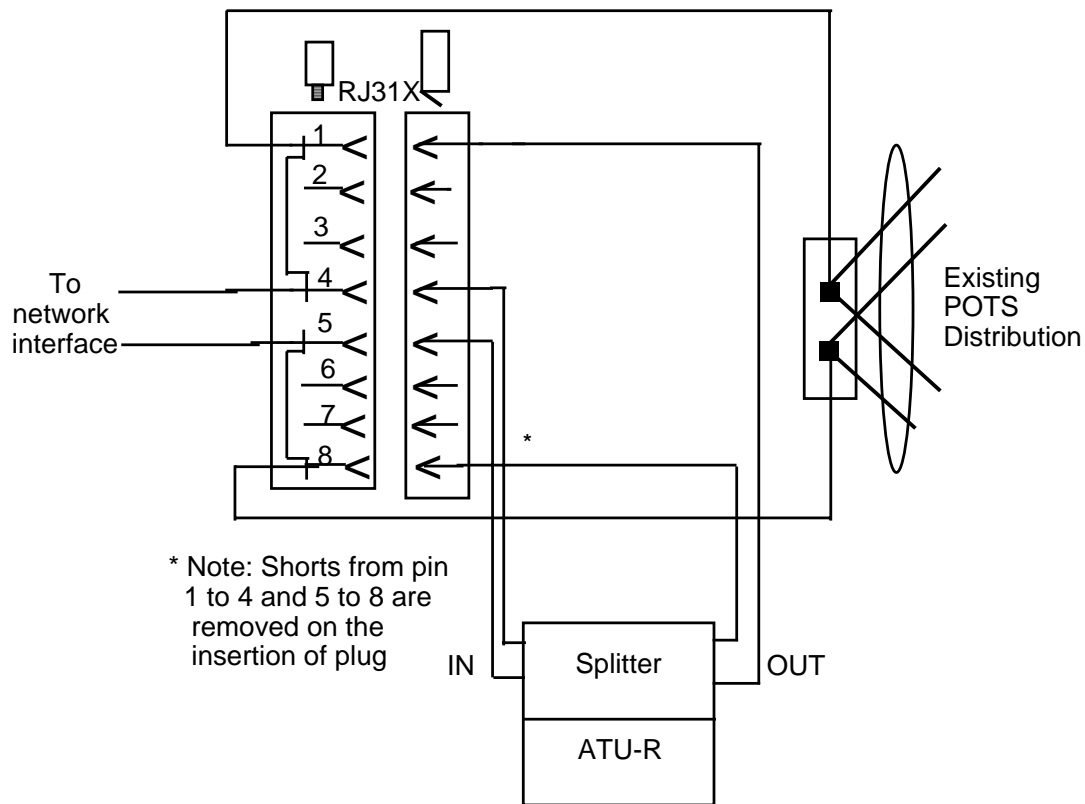 RJ31X
1
2
3
4
5
6
7
8
To
network
interface
Existing
POTS
Distribution
*
* Note: Shorts from pin
1 to 4 and 5 to 8 are
removed on the
insertion of plug
IN
Splitter
OUT
ATU-R